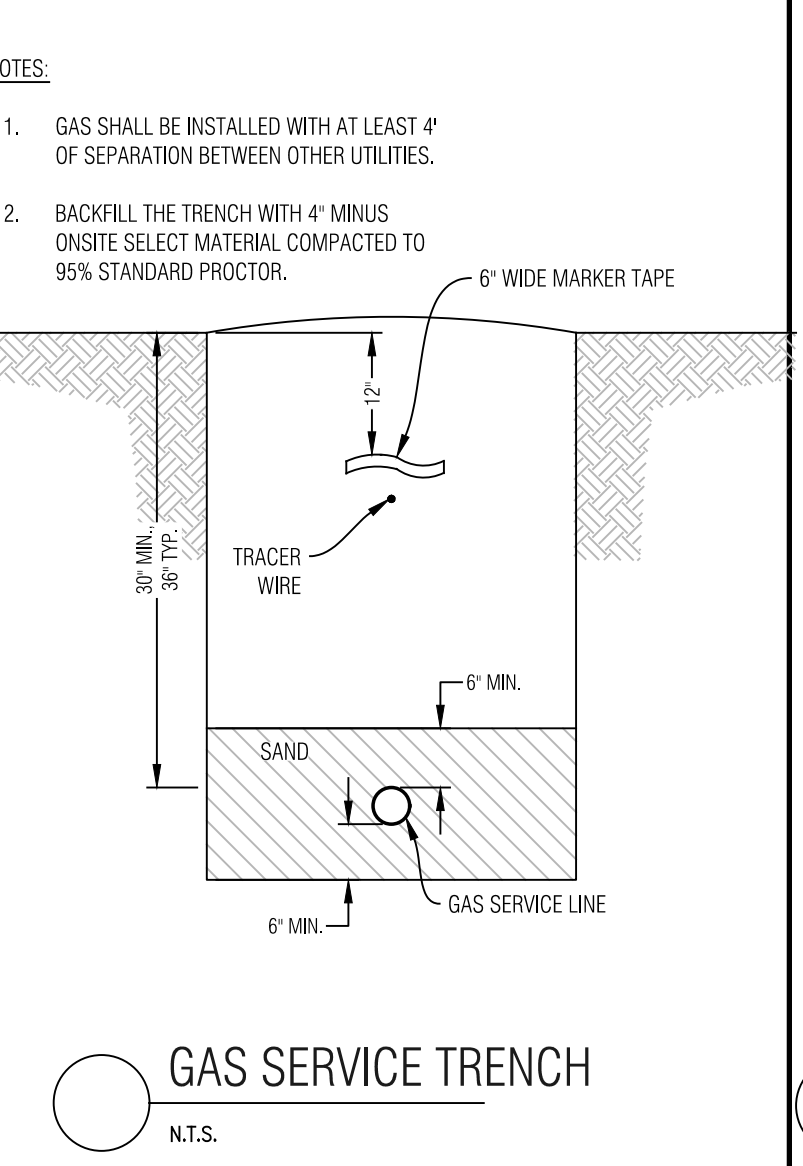 OTES:
1. GAS SHALL BE INSTALLED WITH AT LEAST 4'
OF SEPARATION BETWEEN OTHER UTILITIES.
2. BACKFILL THE TRENCH WITH 4" MINUS
ONSITE SELECT MATERIAL COMPACTED TO
95% STANDARD PROCTOR.
6" WIDE MARKER TAPE
12"
TRACER
WIRE
30" MIN.,
36" TYP.
6" MIN.
SAND
GAS SERVICE LINE
6" MIN.
GAS SERVICE TRENCH
N.T.S.